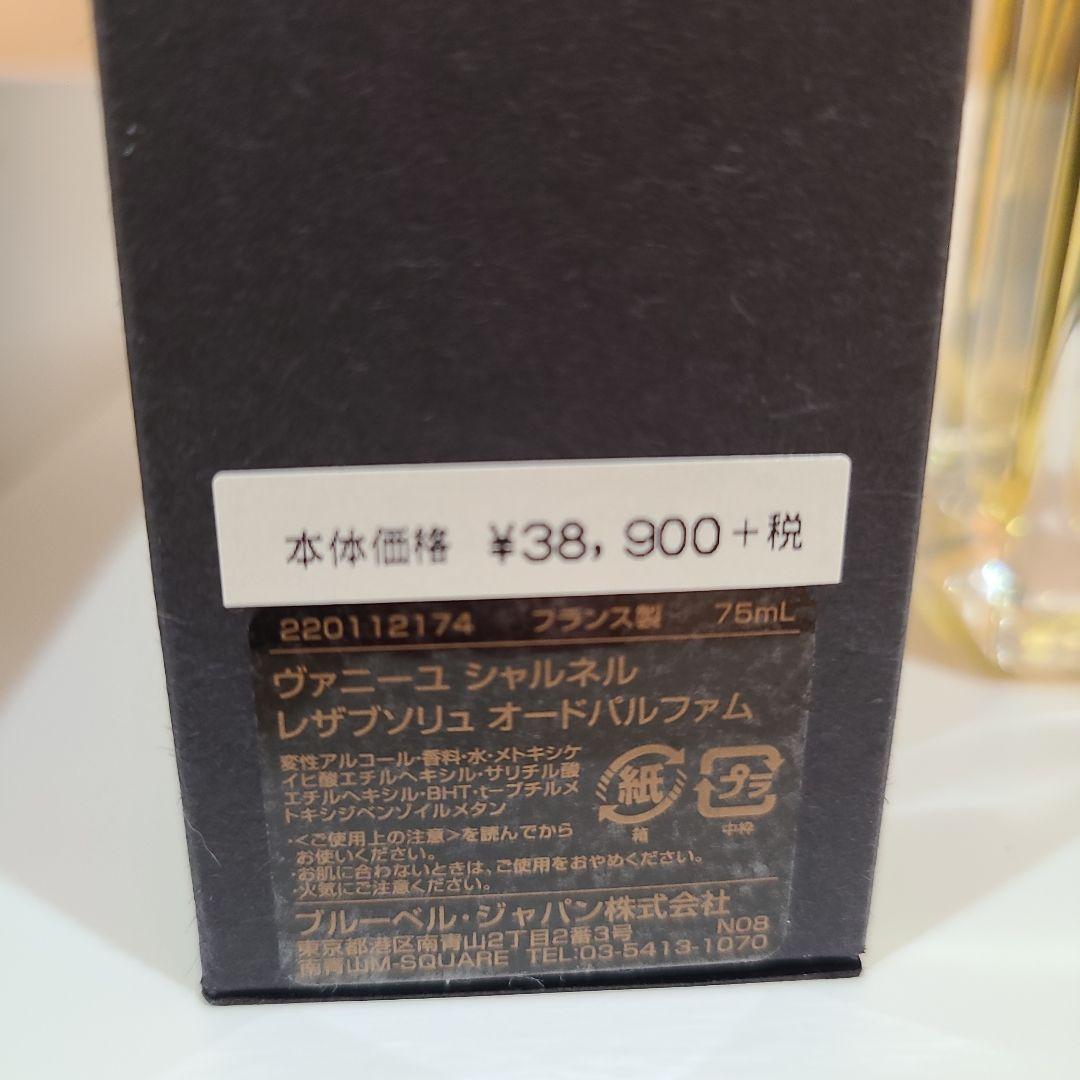 本体価格 ¥38,900+税
220112174 フランス製 75mL
ヴァニーユ シャルネル
レザブソリュ オードパルファム
変性アルコール・香料・水・メトキシケ
イヒ酸エチルヘキシル・サリチル酸
エチルヘキシル・BHT・t-ブチルメ
トキシジベンゾイルメタン
紙 箱
プラ 中枠
・<ご使用上の注意>を読んでから
お使いください。
・お肌に合わないときは、ご使用をおやめください。
・火気にご注意ください。
ブルーベル・ジャパン株式会社
東京都港区南青山2丁目2番3号 N08
南青山M-SQUARE TEL:03-5413-1070